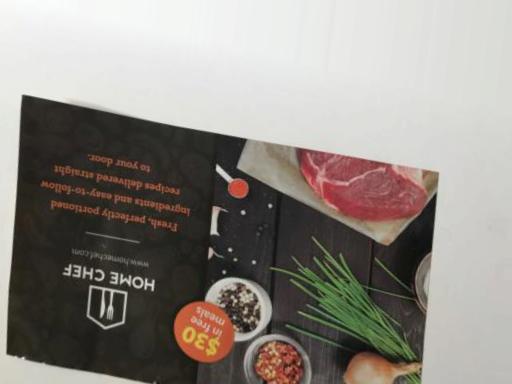 HOME CHEF
www.homechef.com
Fresh, perfectly portioned
ingredients and easy-to-follow
recipes delivered straight
to your door.
$30
in free
meals